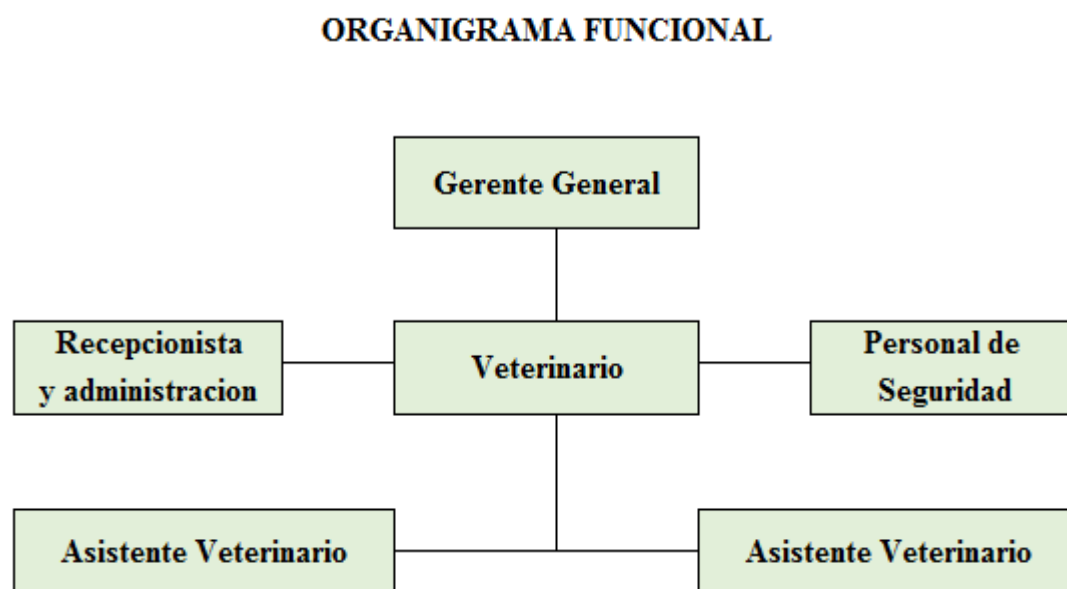 ORGANIGRAMA FUNCIONAL
Gerente General
Recepcionista
y administracion
Veterinario
Personal de
Seguridad
Asistente Veterinario
Asistente Veterinario